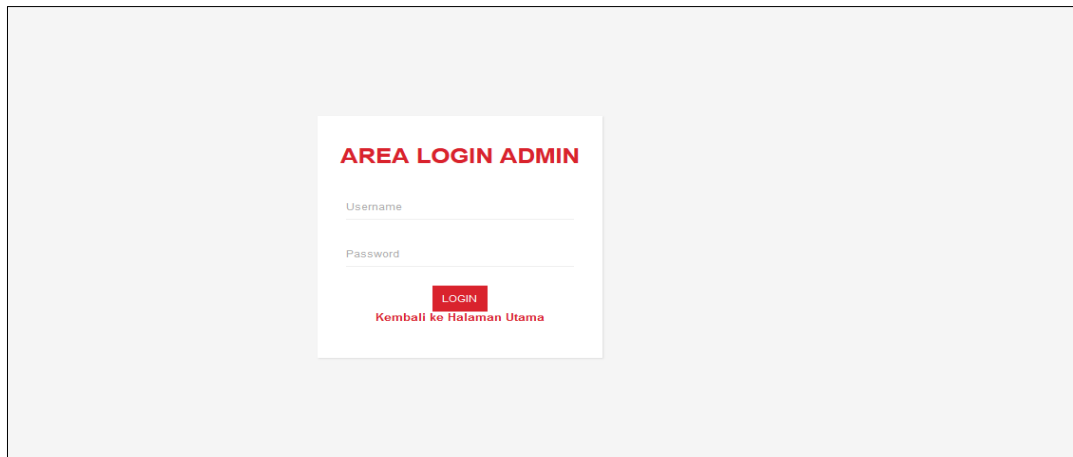 AREA LOGIN ADMIN
Username
Password
LOGIN
Kembali ke Halaman Utama